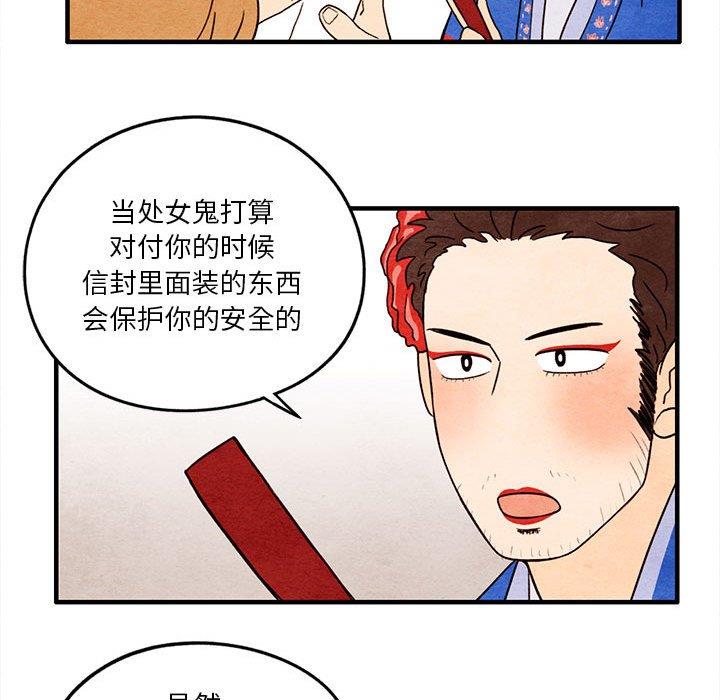 当处女鬼打算
对付你的时候
信封里面装的东西
会保护你的安全的